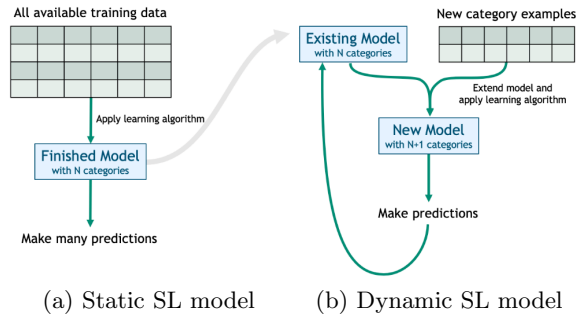 All available training data
Apply learning algorithm
Finished Model
with N categories
Make many predictions
(a) Static SL model
Existing Model
with N categories
New category examples
Extend model and
apply learning algorithm
New Model
with N+1 categories
Make predictions
(b) Dynamic SL model